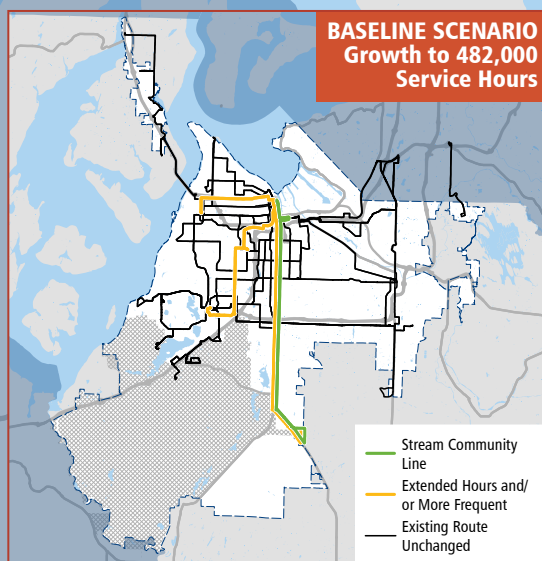 BASELINE SCENARIO
Growth to 482,000
Service Hours
Stream Community
Line
Extended Hours and/
or More Frequent
Existing Route
Unchanged